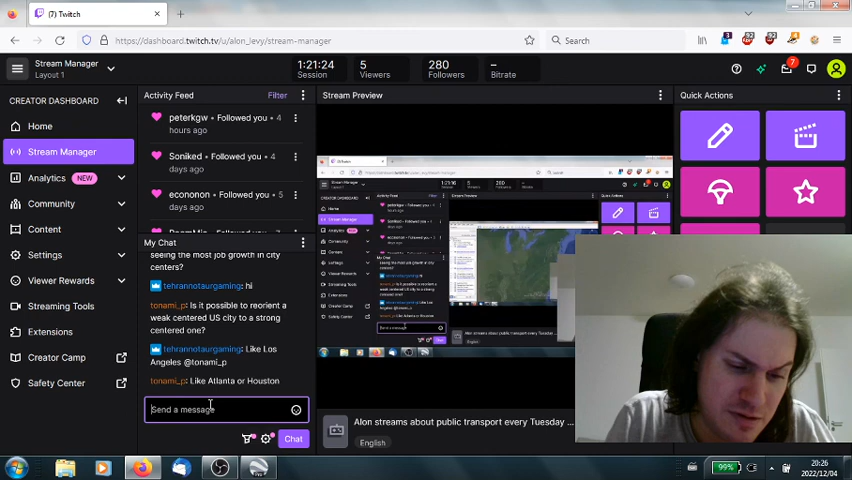 (7) Twitch
https://dashboard.twitch.tv/u/alon_levy/stream-manager
Search
Stream Manager
Layout 1
1:21:24
Session
5
Viewers
280
Followers
–
Bitrate
CREATOR DASHBOARD
Home
Stream Manager
Analytics NEW
Community
Content
Settings
Viewer Rewards
Streaming Tools
Extensions
Creator Camp
Safety Center
Activity Feed
Filter
peterkgw • Followed you • 4
hours ago
Soniked • Followed you • 4
days ago
econonon • Followed you • 5
days ago
My Chat
seeing the most job growth in city
centers?
tehrannotaurgaming: hi
tonami_p: Is it possible to reorient a
weak centered US city to a strong
centered one?
tehrannotaurgaming: Like Los
Angeles @tonami_p
tonami_p: Like Atlanta or Houston
Send a message
Chat
Stream Preview
Alon streams about public transport every Tuesday ...
English
Quick Actions
7
99%
20:26
2022/12/04